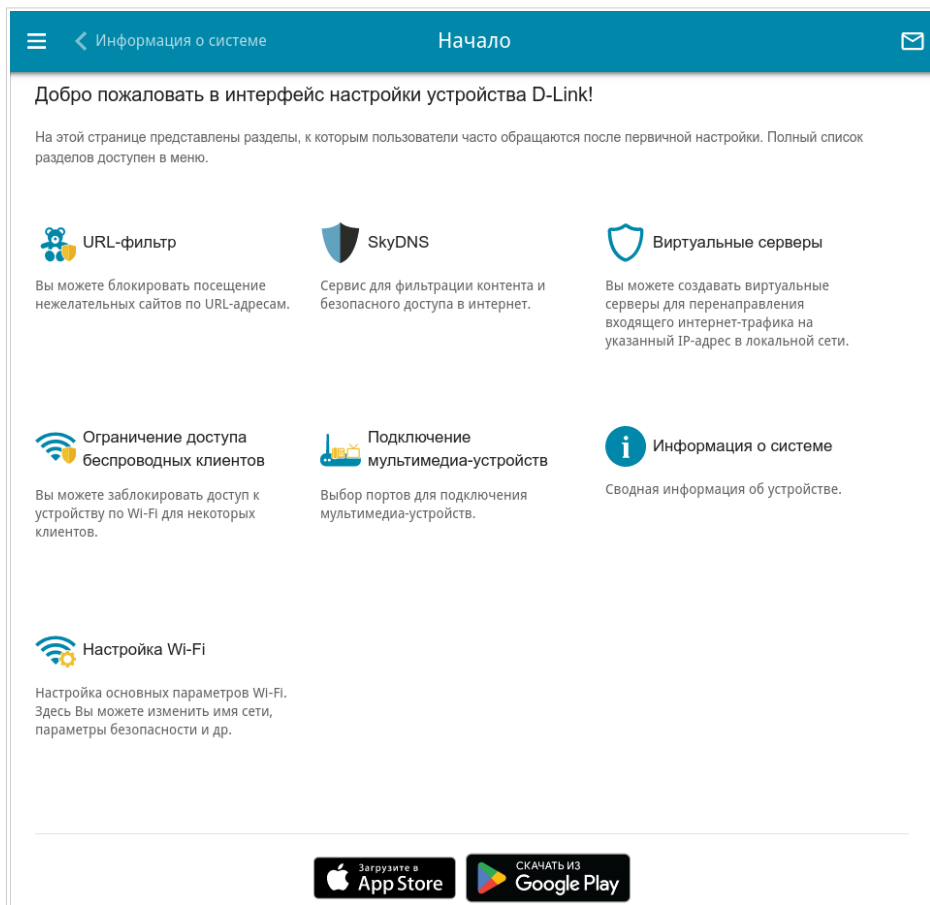 Информация о системе
Начало
Добро пожаловать в интерфейс настройки устройства D-Link!
На этой странице представлены разделы, к которым пользователи часто обращаются после первичной настройки. Полный список
разделов доступен в меню.
URL-фильтр
Вы можете блокировать посещение
нежелательных сайтов по URL-адресам.
SkyDNS
Сервис для фильтрации контента и
безопасного доступа в интернет.
Виртуальные серверы
Вы можете создавать виртуальные
серверы для перенаправления
входящего интернет-трафика на
указанный IP-адрес в локальной сети.
Ограничение доступа
беспроводных клиентов
Вы можете заблокировать доступ к
устройству по Wi-Fi для некоторых
клиентов.
Подключение
мультимедиа-устройств
Выбор портов для подключения
мультимедиа-устройств.
Информация о системе
Сводная информация об устройстве.
Настройка Wi-Fi
Настройка основных параметров Wi-Fi.
Здесь Вы можете изменить имя сети,
параметры безопасности и др.
Загрузите в
App Store
СКАЧАТЬ ИЗ
Google Play